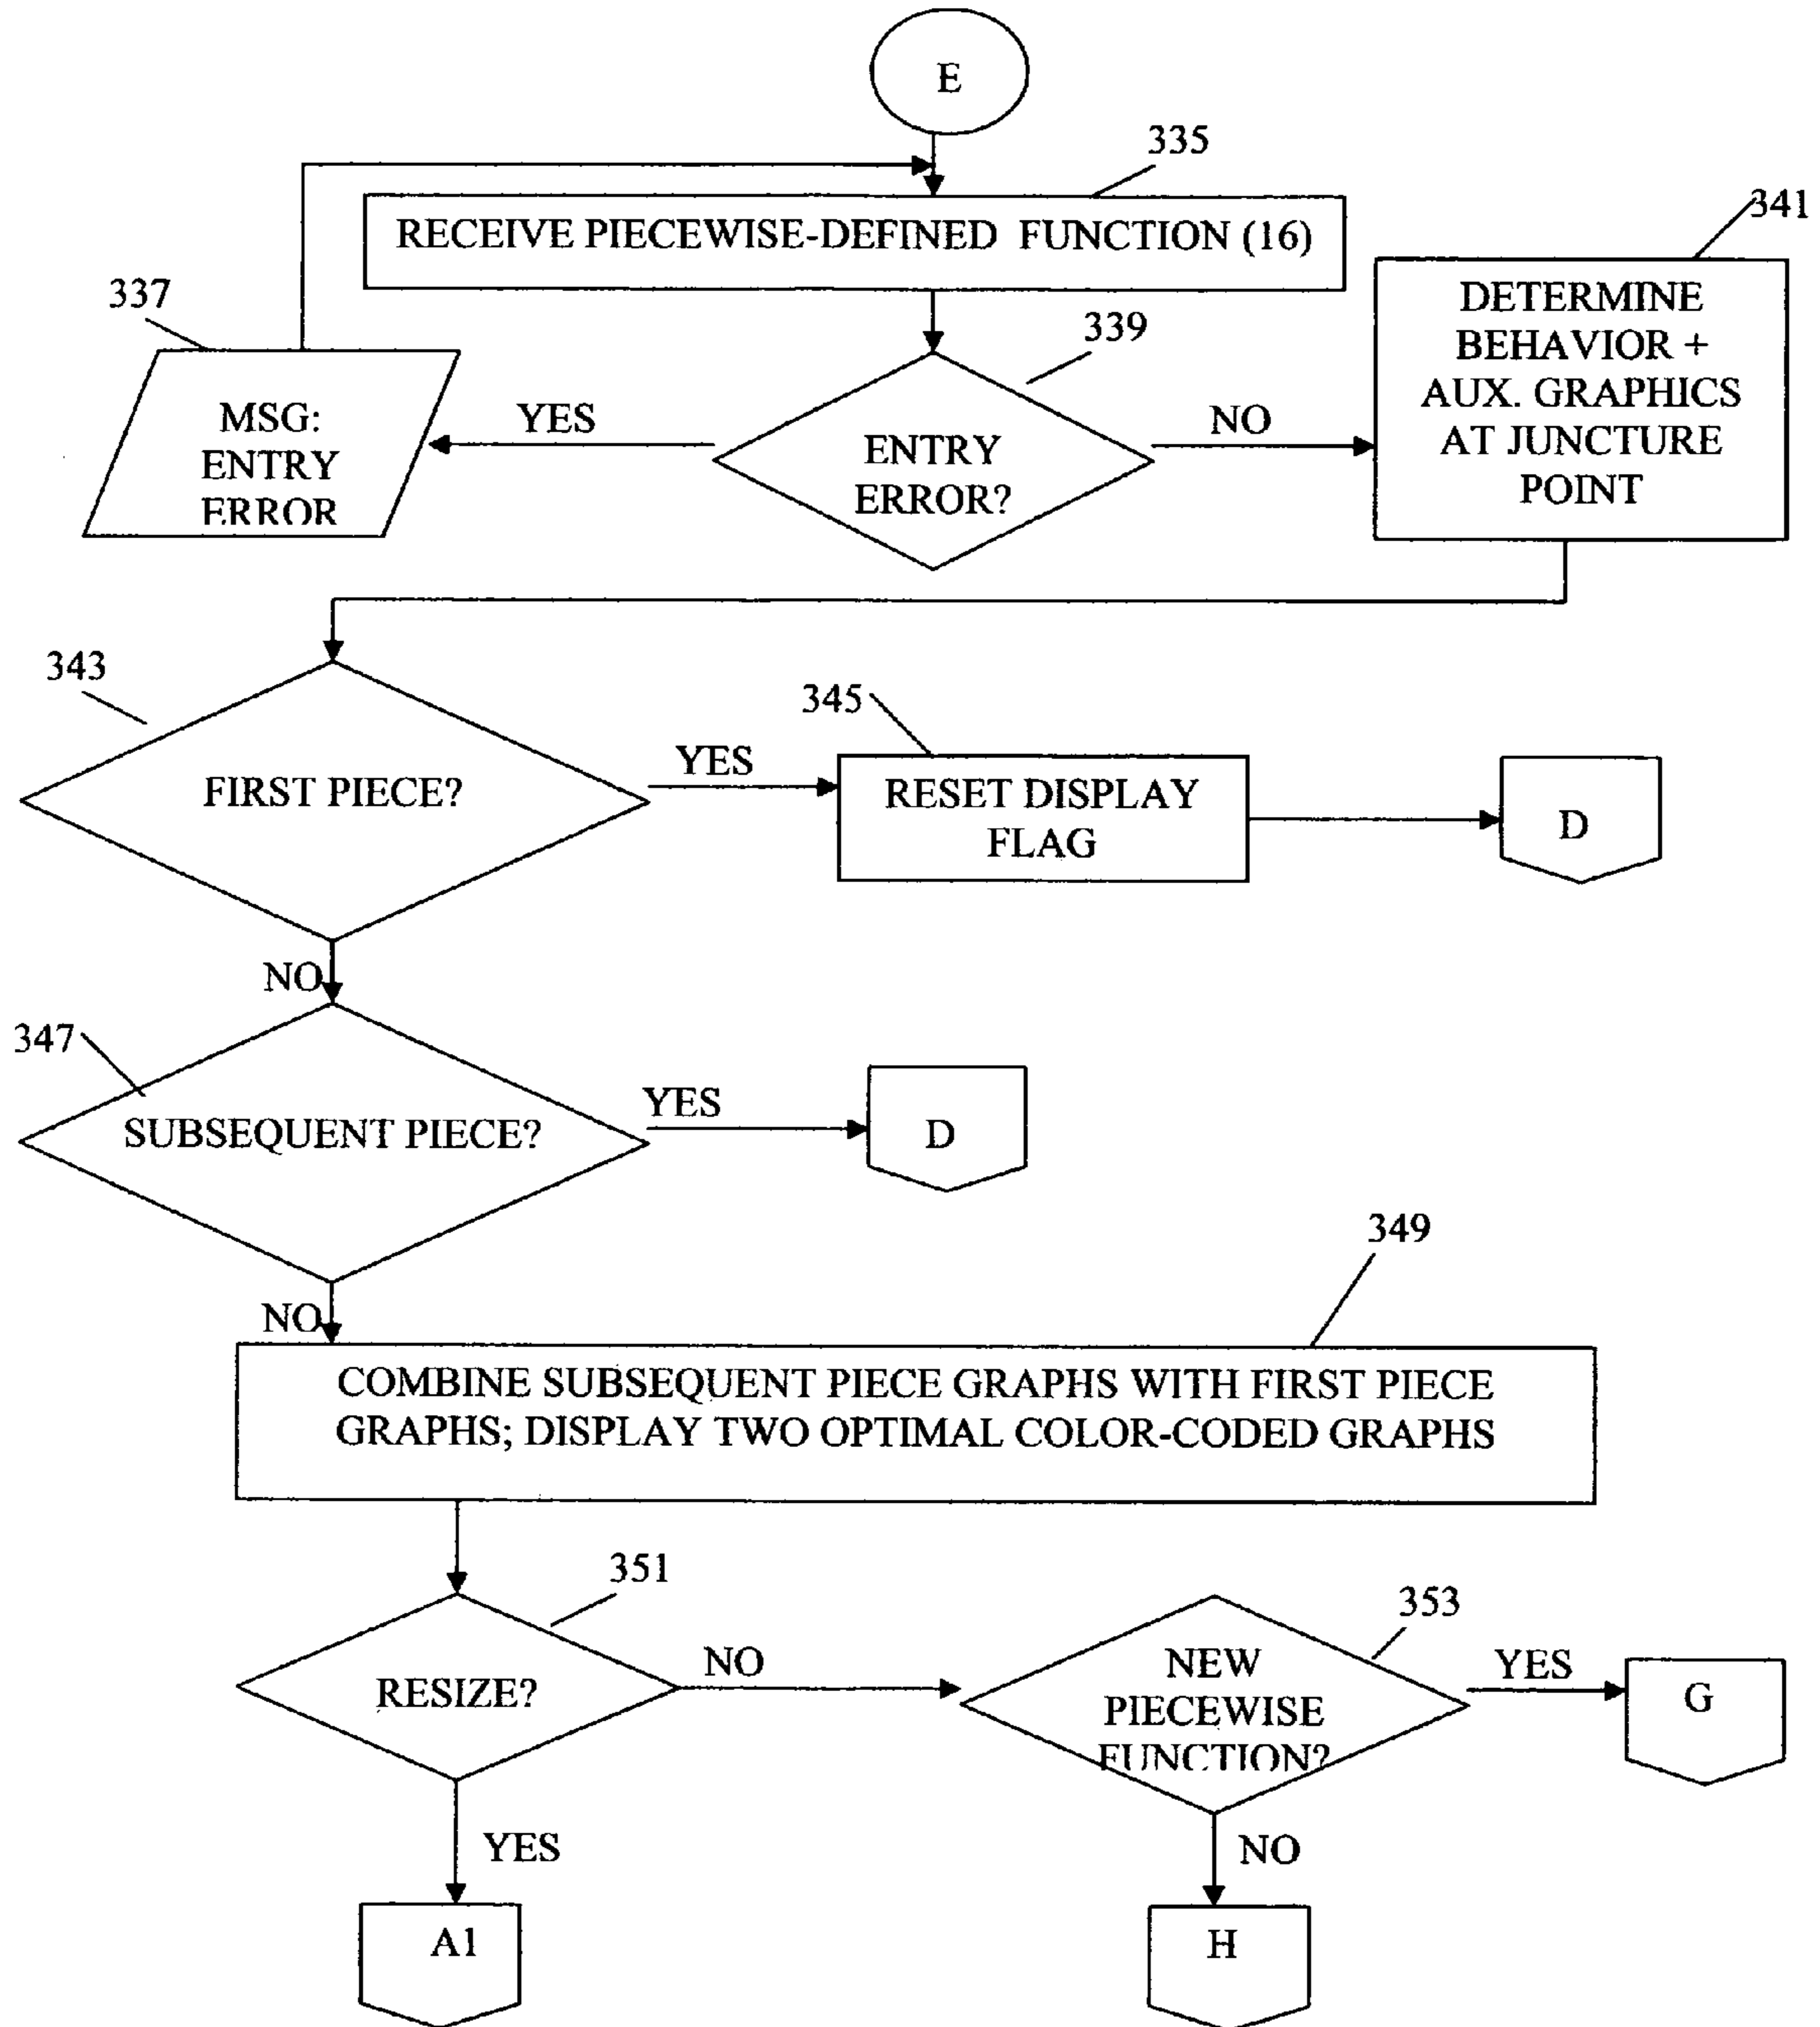 E
335
RECEIVE PIECEWISE-DEFINED FUNCTION (16)
341
DETERMINE
BEHAVIOR +
AUX. GRAPHICS
AT JUNCTURE
POINT
337
MSG:
ENTRY
ERROR
YES
339
ENTRY
ERROR?
NO
343
FIRST PIECE?
YES
345
RESET DISPLAY
FLAG
D
NO
347
SUBSEQUENT PIECE?
YES
D
NO
349
COMBINE SUBSEQUENT PIECE GRAPHS WITH FIRST PIECE
GRAPHS; DISPLAY TWO OPTIMAL COLOR-CODED GRAPHS
351
RESIZE?
NO
353
NEW
PIECEWISE
FUNCTION?
YES
G
YES
NO
A1
H